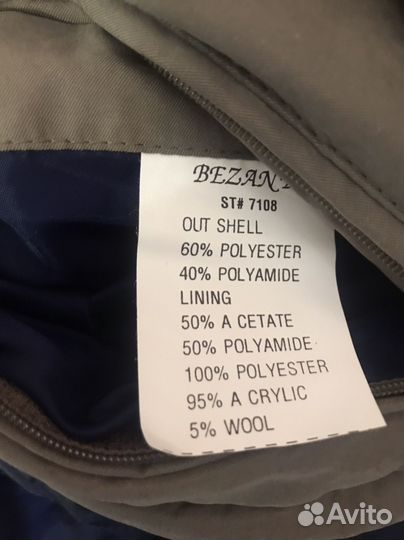 ST# 7108
OUT SHELL
60% POLYESTER
40% POLYAMIDE
LINING
50% A CETATE
50% POLYAMIDE
100% POLYESTER
95% A CRYLIC
5% WOOL
Avito